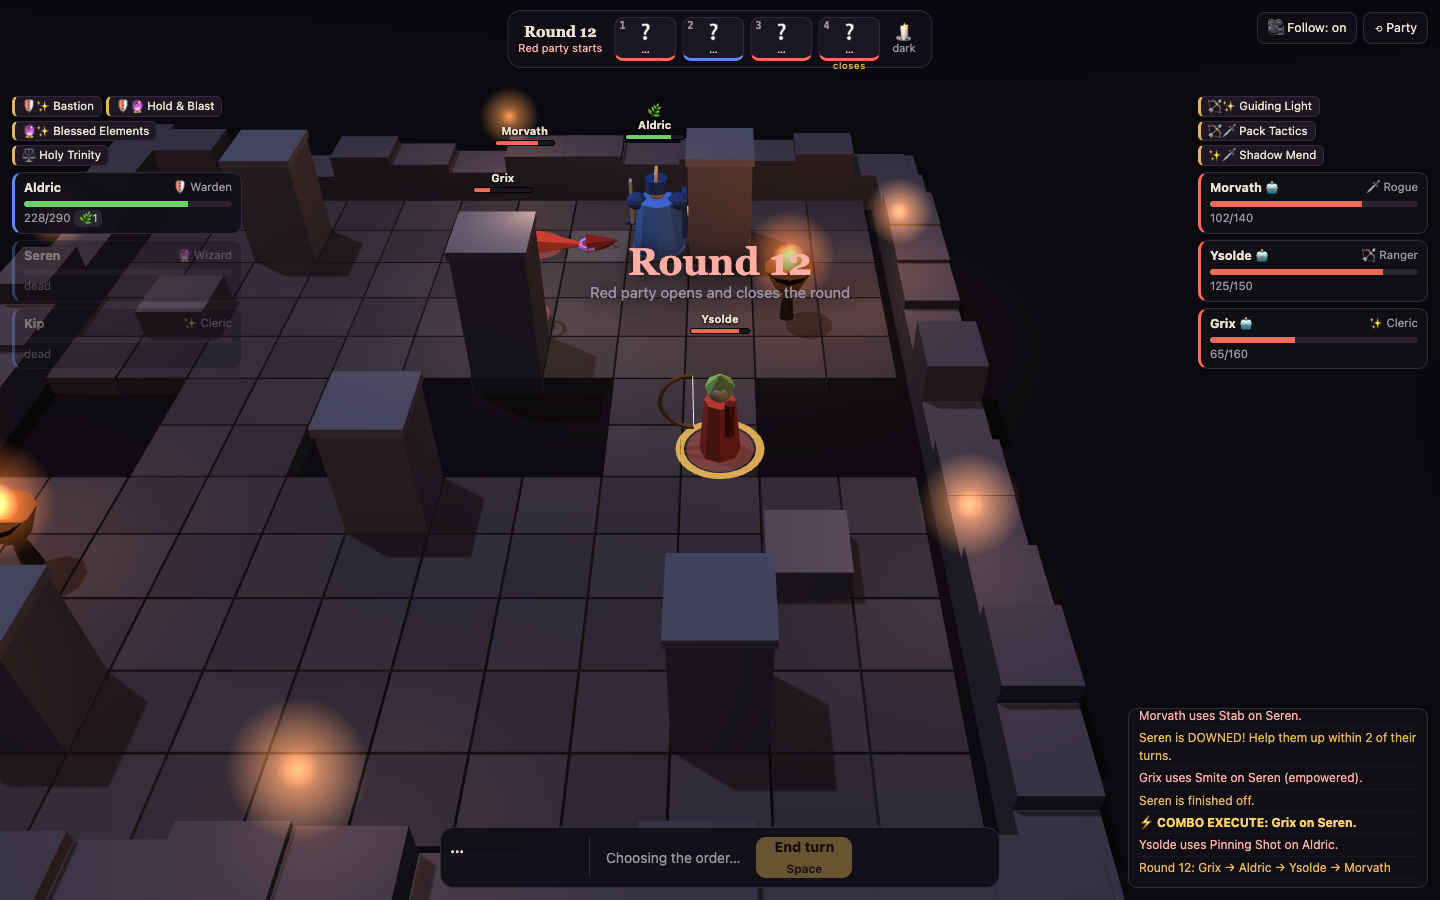 Round 12
Red party starts
1 ? ...
2 ? ...
3 ? ...
4 ? ...
closes
dark
Follow: on
Party
Bastion
Hold & Blast
Blessed Elements
Holy Trinity
Aldric
Warden
228/290
1
Seren
Wizard
dead
Kip
Cleric
dead
Morvath
Aldric
Grix
Round 12
Red party opens and closes the round
Ysolde
Guiding Light
Pack Tactics
Shadow Mend
Morvath
Rogue
102/140
Ysolde
Ranger
125/150
Grix
Cleric
65/160
Morvath uses Stab on Seren.
Seren is DOWNED! Help them up within 2 of their
turns.
Grix uses Smite on Seren (empowered).
Seren is finished off.
⚡ COMBO EXECUTE: Grix on Seren.
Ysolde uses Pinning Shot on Aldric.
Round 12: Grix → Aldric → Ysolde → Morvath
...
Choosing the order...
End turn
Space